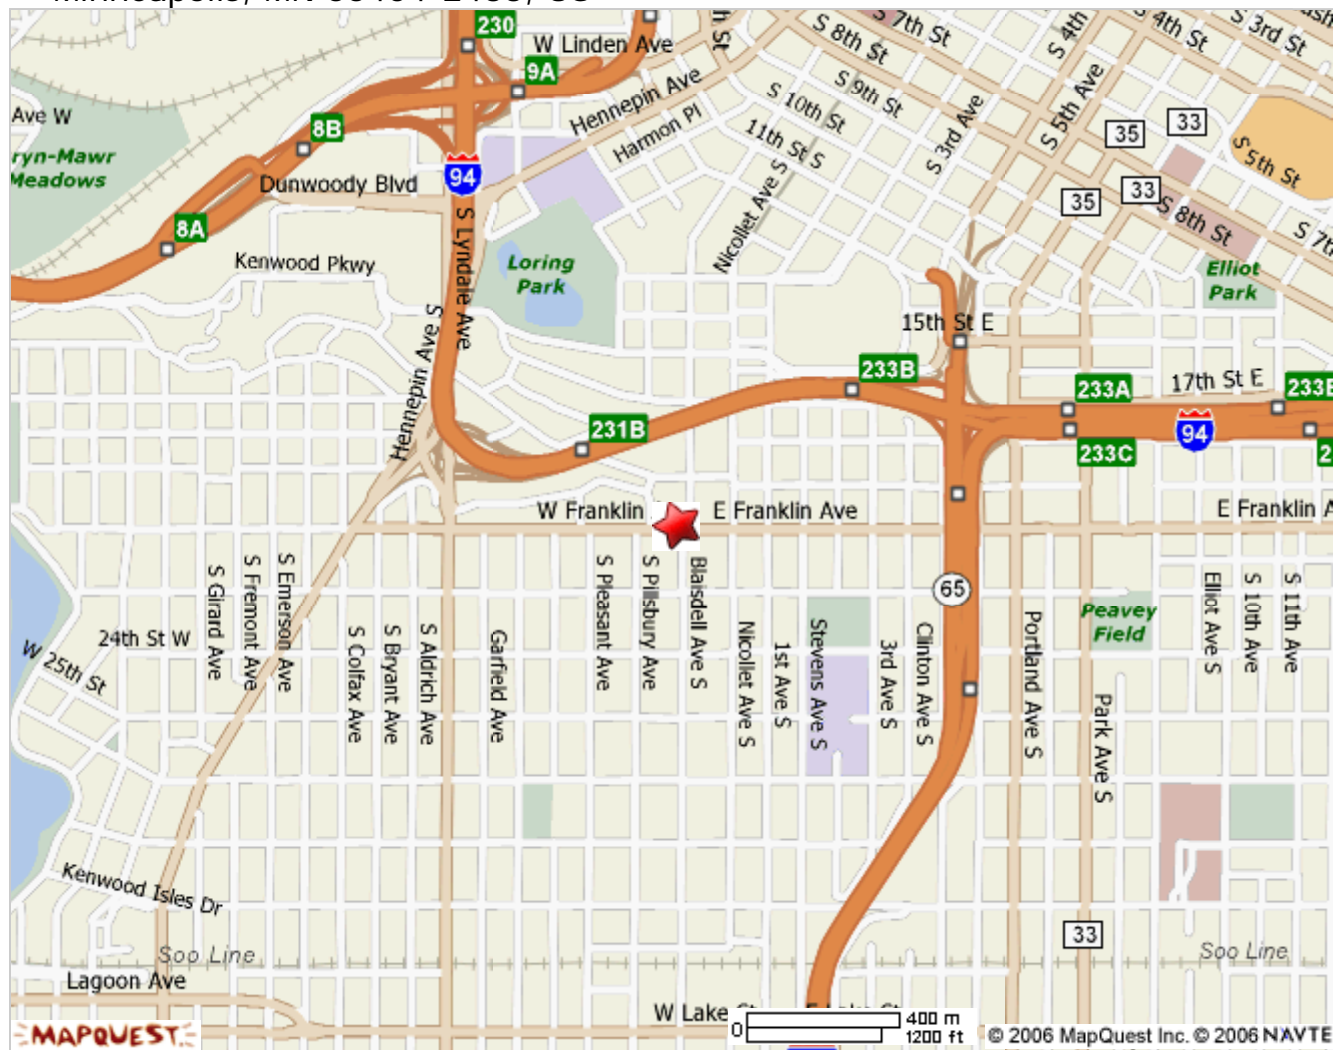 230
W Linden Ave
S 7th St
S 8th St
S 4th
4th St
S 3rd St
9A
Hennepin Ave
S 9th St
S 10th St
S 5th Ave
Ave W
8B
Harmon Pl
11th St S
S 3rd Ave
35
33
S 5th St
ryn-Mawr
Meadows
Dunwoody Blvd
94
35
33
S 8th St
S 7t
8A
S Lyndale Ave
Nicollet Ave S
Kenwood Pkwy
Loring
Park
Elliot
Park
Hennepin Ave S
15th St E
233B
233A
17th St E
233B
231B
94
233C
2
W Franklin
E Franklin Ave
E Franklin A
S Girard Ave
S Fremont Ave
S Emerson Ave
S Pleasant Ave
S Pillsbury Ave
Blaisdell Ave S
65
Peavey
Field
Elliot Ave S
S 10th Ave
S 11th Ave
24th St W
W 25th St
S Colfax Ave
S Bryant Ave
S Aldrich Ave
Garfield Ave
Nicollet Ave S
1st Ave S
Stevens Ave S
3rd Ave S
Clinton Ave S
Portland Ave S
Park Ave S
Kenwood Isles Dr
33
Soo Line
Soo Line
Lagoon Ave
W Lake
MAPQUEST
0
400 m
1200 ft
© 2006 MapQuest Inc. © 2006 NAVTE